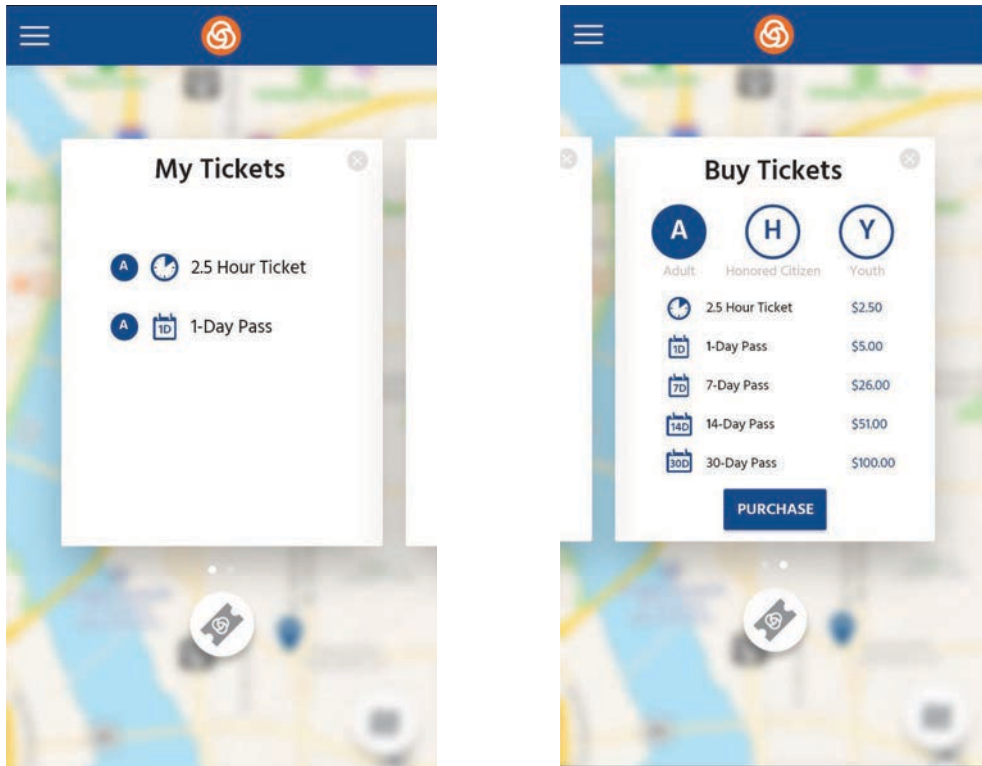 My Tickets
A 2.5 Hour Ticket
A 1D 1-Day Pass
Buy Tickets
A H Y
Adult Honored Citizen Youth
2.5 Hour Ticket $2.50
1D 1-Day Pass $5.00
7D 7-Day Pass $26.00
14D 14-Day Pass $51.00
30D 30-Day Pass $100.00
PURCHASE